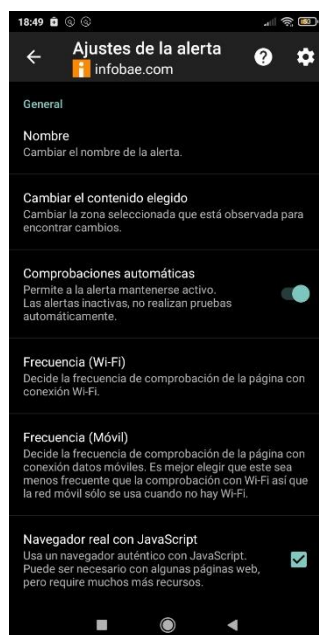 18:49
Ajustes de la alerta
infobae.com
General
Nombre
Cambiar el nombre de la alerta.
Cambiar el contenido elegido
Cambiar la zona seleccionada que está observada para
encontrar cambios.
Comprobaciones automáticas
Permite a la alerta mantenerse activo.
Las alertas inactivas, no realizan pruebas
automáticamente.
Frecuencia (Wi-Fi)
Decide la frecuencia de comprobación de la página con
conexión Wi-Fi.
Frecuencia (Móvil)
Decide la frecuencia de comprobación de la página con
conexión datos móviles. Es mejor elegir que este sea
menos frecuente que la comprobación con Wi-Fi así que
la red móvil sólo se usa cuando no hay Wi-Fi.
Navegador real con JavaScript
Usa un navegador auténtico con JavaScript.
Puede ser necesario con algunas páginas web,
pero require muchos más recursos.